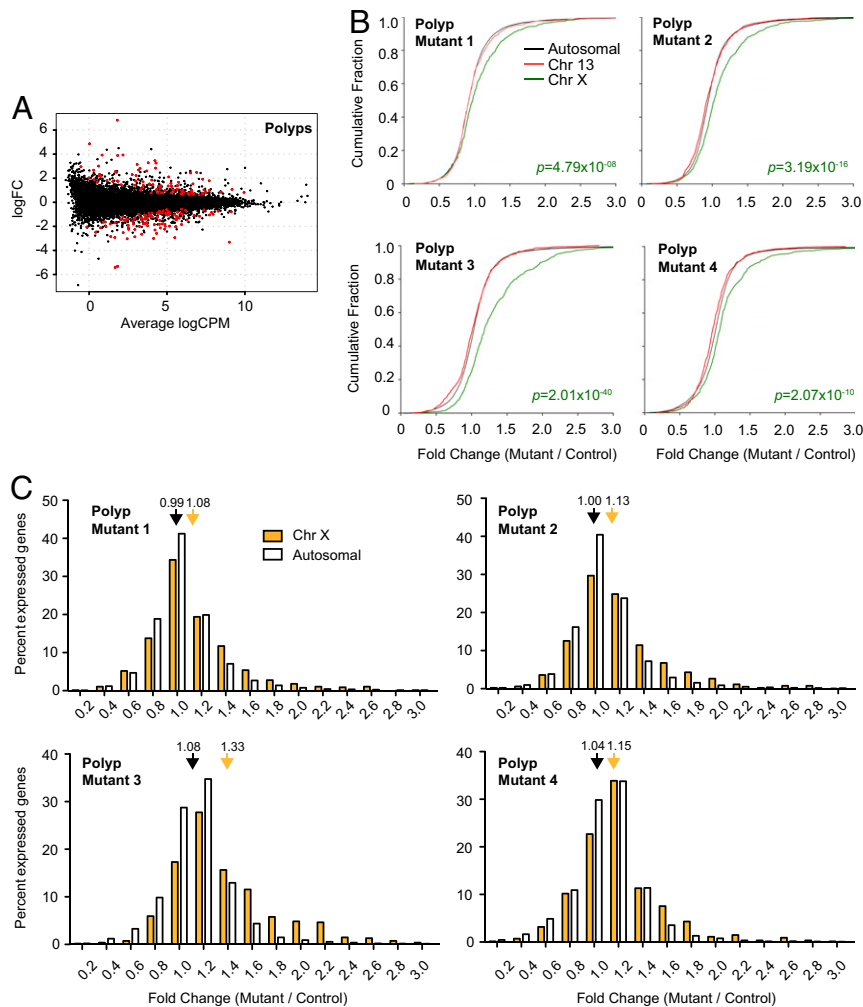 A
Polyps
logFC
6
4
2
0
-2
-4
-6
0 5 10
Average logCPM
B
Polyp
Mutant 1
Autosomal
Chr 13
Chr X
p=4.79x10-08
Cumulative Fraction
1.0
0.8
0.6
0.4
0.2
0
0 0.5 1.0 1.5 2.0 2.5 3.0
Polyp
Mutant 2
p=3.19x10-16
0 0.5 1.0 1.5 2.0 2.5 3.0
Polyp
Mutant 3
p=2.01x10-40
Cumulative Fraction
1.0
0.8
0.6
0.4
0.2
0
0 0.5 1.0 1.5 2.0 2.5 3.0
Fold Change (Mutant / Control)
Polyp
Mutant 4
p=2.07x10-10
0 0.5 1.0 1.5 2.0 2.5 3.0
Fold Change (Mutant / Control)
C
Polyp
Mutant 1
0.99 1.08
Chr X
Autosomal
Percent expressed genes
50
40
30
20
10
0
0.2 0.4 0.6 0.8 1.0 1.2 1.4 1.6 1.8 2.0 2.2 2.4 2.6 2.8 3.0
Polyp
Mutant 2
1.00 1.13
50
40
30
20
10
0
0.2 0.4 0.6 0.8 1.0 1.2 1.4 1.6 1.8 2.0 2.2 2.4 2.6 2.8 3.0
Polyp
Mutant 3
1.08 1.33
Percent expressed genes
40
30
20
10
0
0.2 0.4 0.6 0.8 1.0 1.2 1.4 1.6 1.8 2.0 2.2 2.4 2.6 2.8 3.0
Fold Change (Mutant / Control)
Polyp
Mutant 4
1.04 1.15
40
30
20
10
0
0.2 0.4 0.6 0.8 1.0 1.2 1.4 1.6 1.8 2.0 2.2 2.4 2.6 2.8 3.0
Fold Change (Mutant / Control)